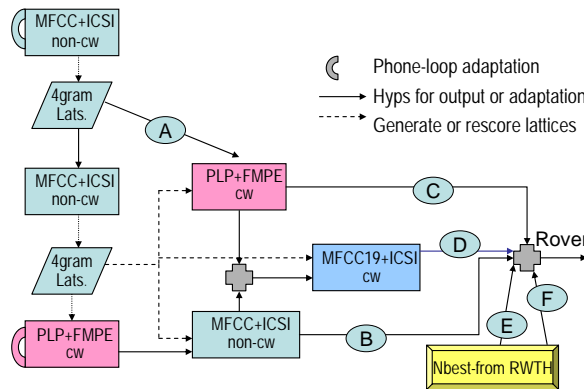 MFCC+ICSI
non-cw
Phone-loop adaptation
4gram
Lats.
Hyps for output or adaptation
A
Generate or rescore lattices
MFCC+ICSI
non-cw
PLP+FMPE
cw
C
MFCC19+ICSI
cw
D
Rover
4gram
Lats.
PLP+FMPE
cw
MFCC+ICSI
non-cw
B
E
F
Nbest-from RWTH